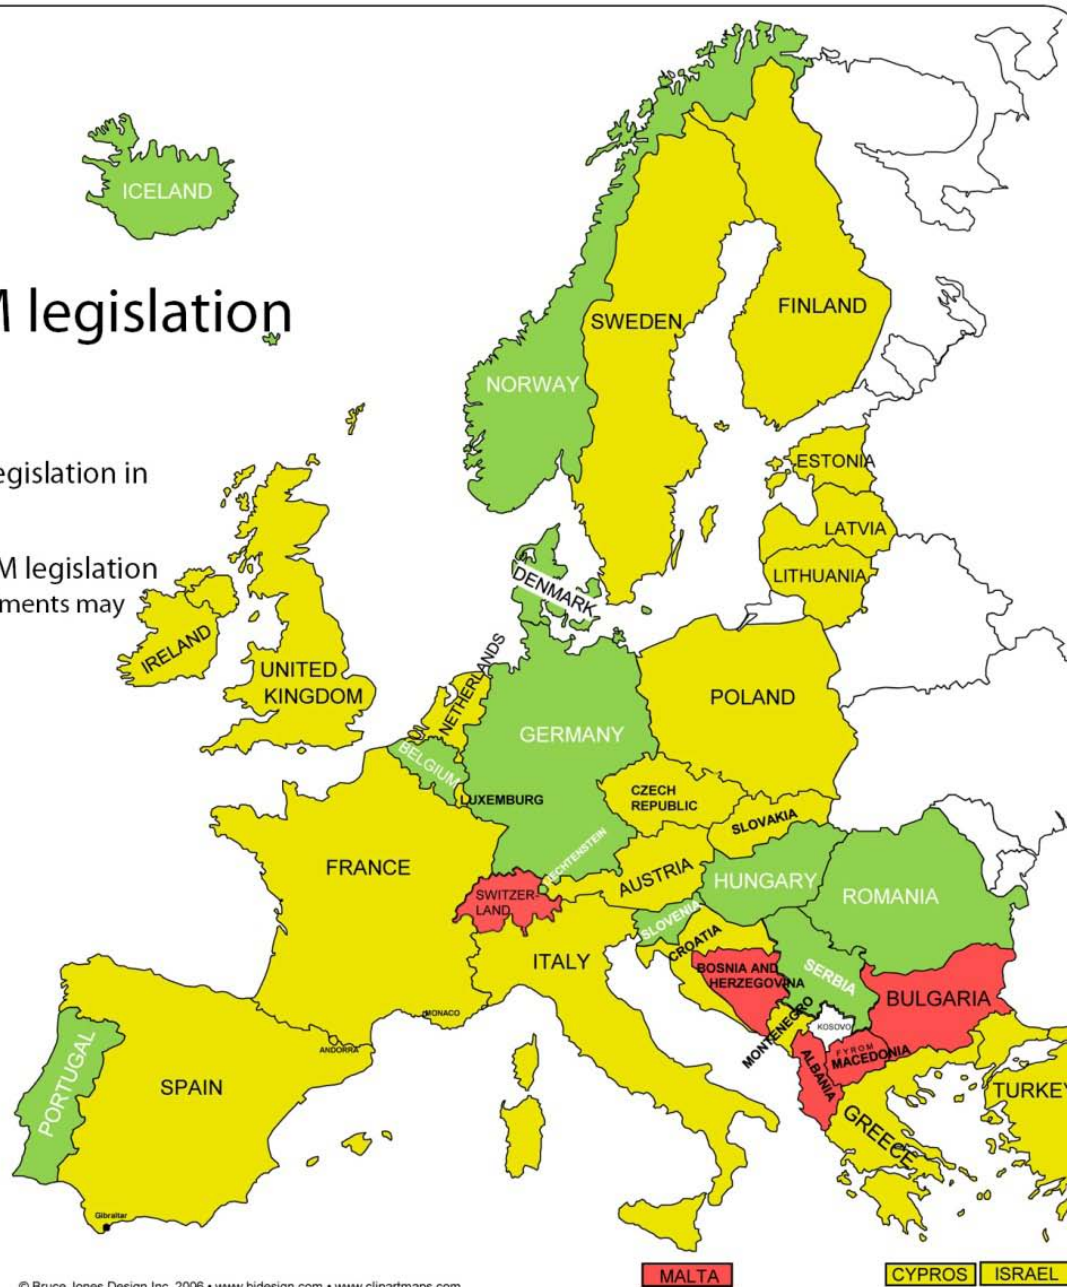 ICELAND
M legislation
FINLAND
SWEDEN
NORWAY
egislation in
ESTONIA
LATVIA
M legislation
LITHUANIA
DENMARK
ments may
IRELAND
UNITED
KINGDOM
NETHERLANDS
POLAND
GERMANY
BELGIUM
LUXEMBURG
CZECH
REPUBLIC
SLOVAKIA
FRANCE
LIECHTENSTEIN
AUSTRIA
HUNGARY
ROMANIA
SWITZER-
LAND
SLOVENIA
CROATIA
ITALY
BOSNIA AND
HERZEGOVINA
SERBIA
BULGARIA
MONACO
MONTENEGRO
KOSOVO
ANDORRA
FYROM
MACEDONIA
ALBANIA
PORTUGAL
SPAIN
TURKEY
GREECE
Gibraltar
© Bruce Jones Design Inc. 2006 • www.bjdesign.com • www.clipartmaps.com
MALTA
CYPROS
ISRAEL